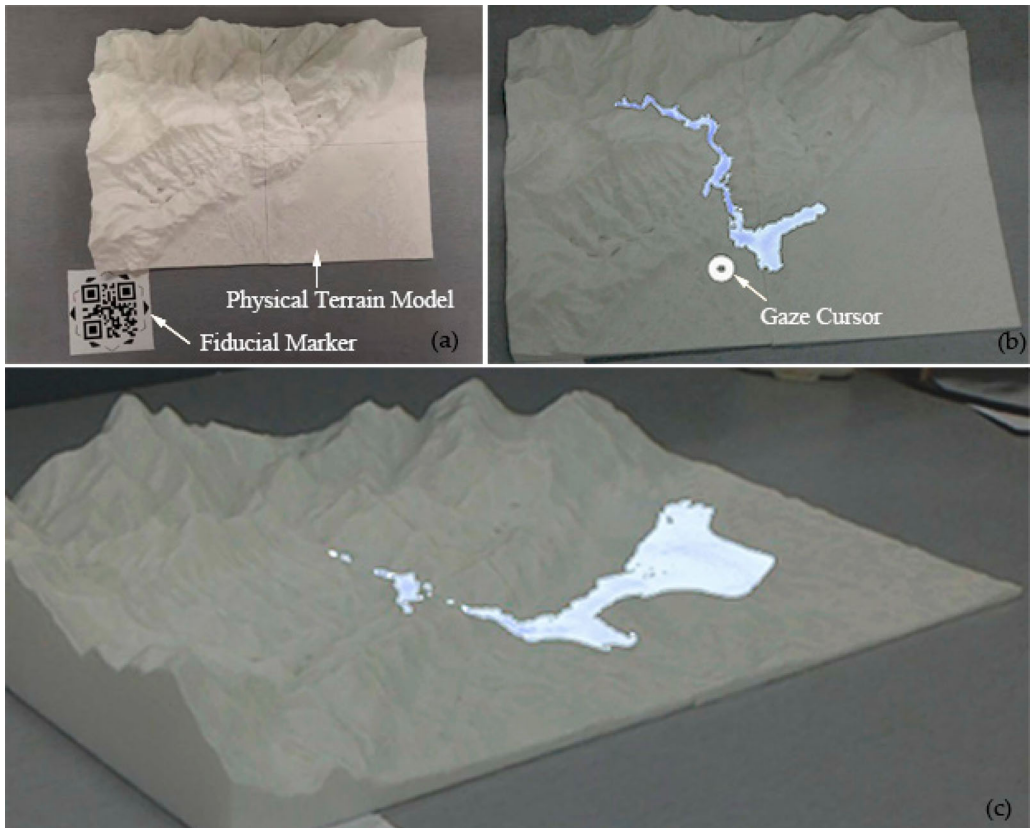 Physical Terrain Model
Fiducial Marker
(a)
Gaze Cursor
(b)
(c)